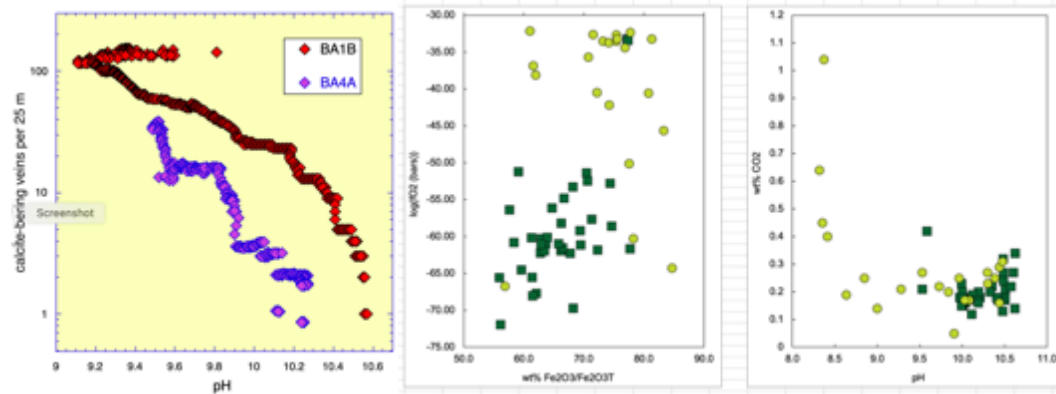 BA1B
BA4A
100
10
1
calcite-bering veins per 25 m
Screenshot
9 9.2 9.4 9.6 9.8 10 10.2 10.4 10.6
pH
-30.00
-35.00
-40.00
-45.00
-50.00
-55.00
-60.00
-65.00
-70.00
-75.00
log(fO2 (bars))
50.0 60.0 70.0 80.0 90.0
wt% Fe2O3/Fe2O3T
1.2
1.1
1
0.9
0.8
0.7
0.6
0.5
0.4
0.3
0.2
0.1
0
wt% CO2
8.0 8.5 9.0 9.5 10.0 10.5 11.0
pH